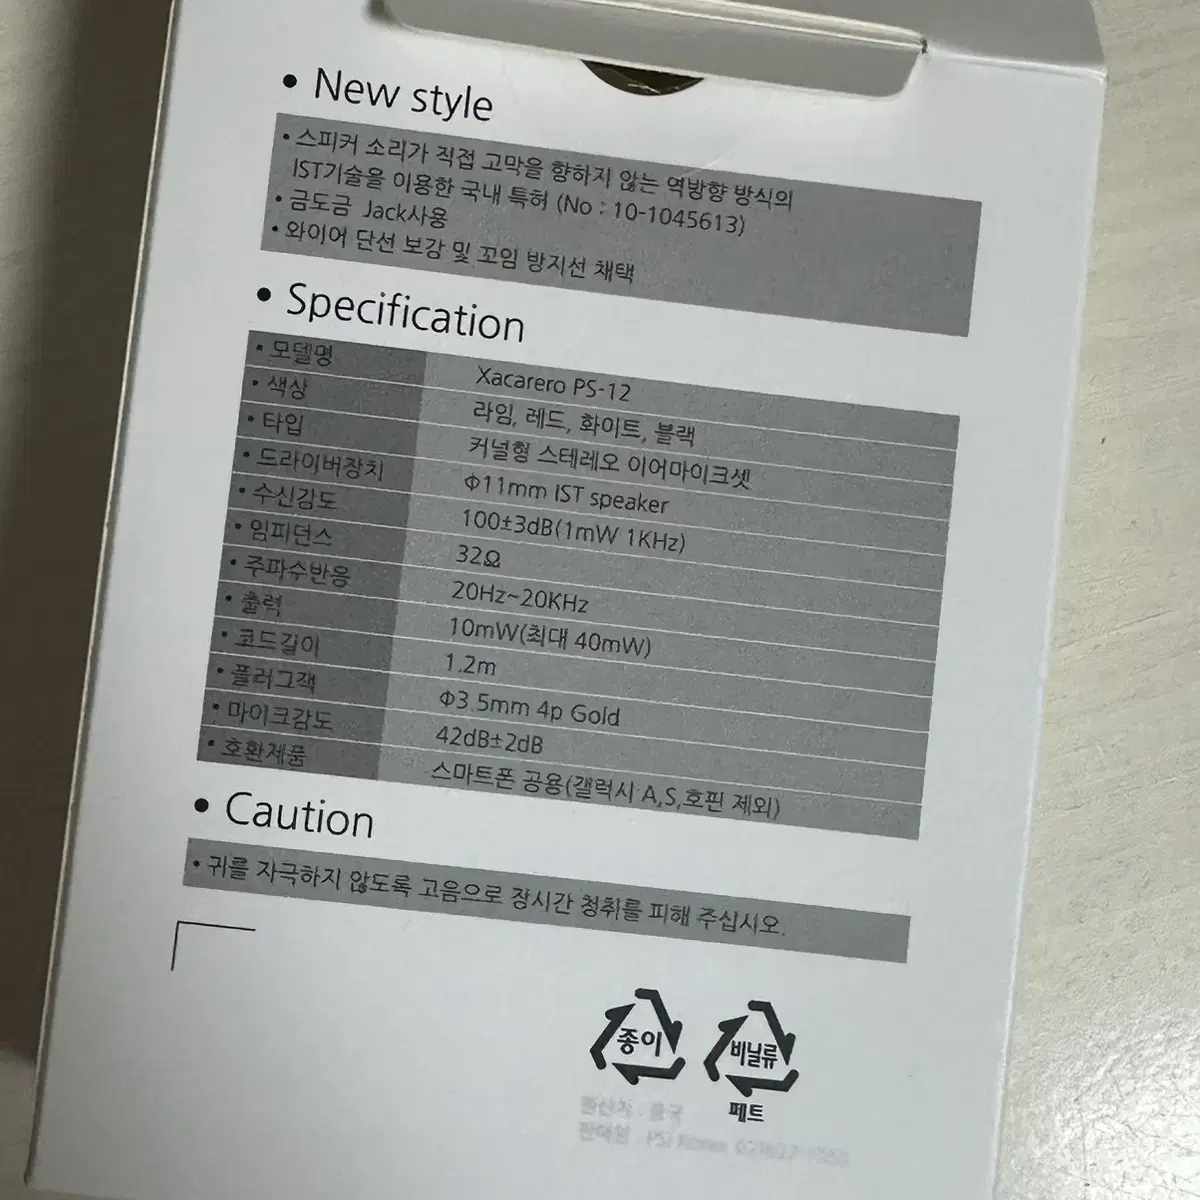 • New style
• 스피커 소리가 직접 고막을 향하지 않는 역방향 방식의
IST기술을 이용한 국내 특허 (No : 10-1045613)
• 금도금 Jack사용
• 와이어 단선 보강 및 꼬임 방지선 채택
• Specification
• 모델명 Xacarero PS-12
• 색상 라임, 레드, 화이트, 블랙
• 타입 커널형 스테레오 이어마이크셋
• 드라이버장치 Φ11mm IST speaker
• 수신감도 100±3dB(1mW 1KHz)
• 임피던스 32Ω
• 주파수반응 20Hz~20KHz
• 출력 10mW(최대 40mW)
• 코드길이 1.2m
• 플러그잭 Φ3.5mm 4p Gold
• 마이크감도 42dB±2dB
• 호환제품 스마트폰 공용(갤럭시 A,S,호핀 제외)
• Caution
• 귀를 자극하지 않도록 고음으로 장시간 청취를 피해 주십시오.
종이 비닐류
페트
원산지 : 중국
판매원 :